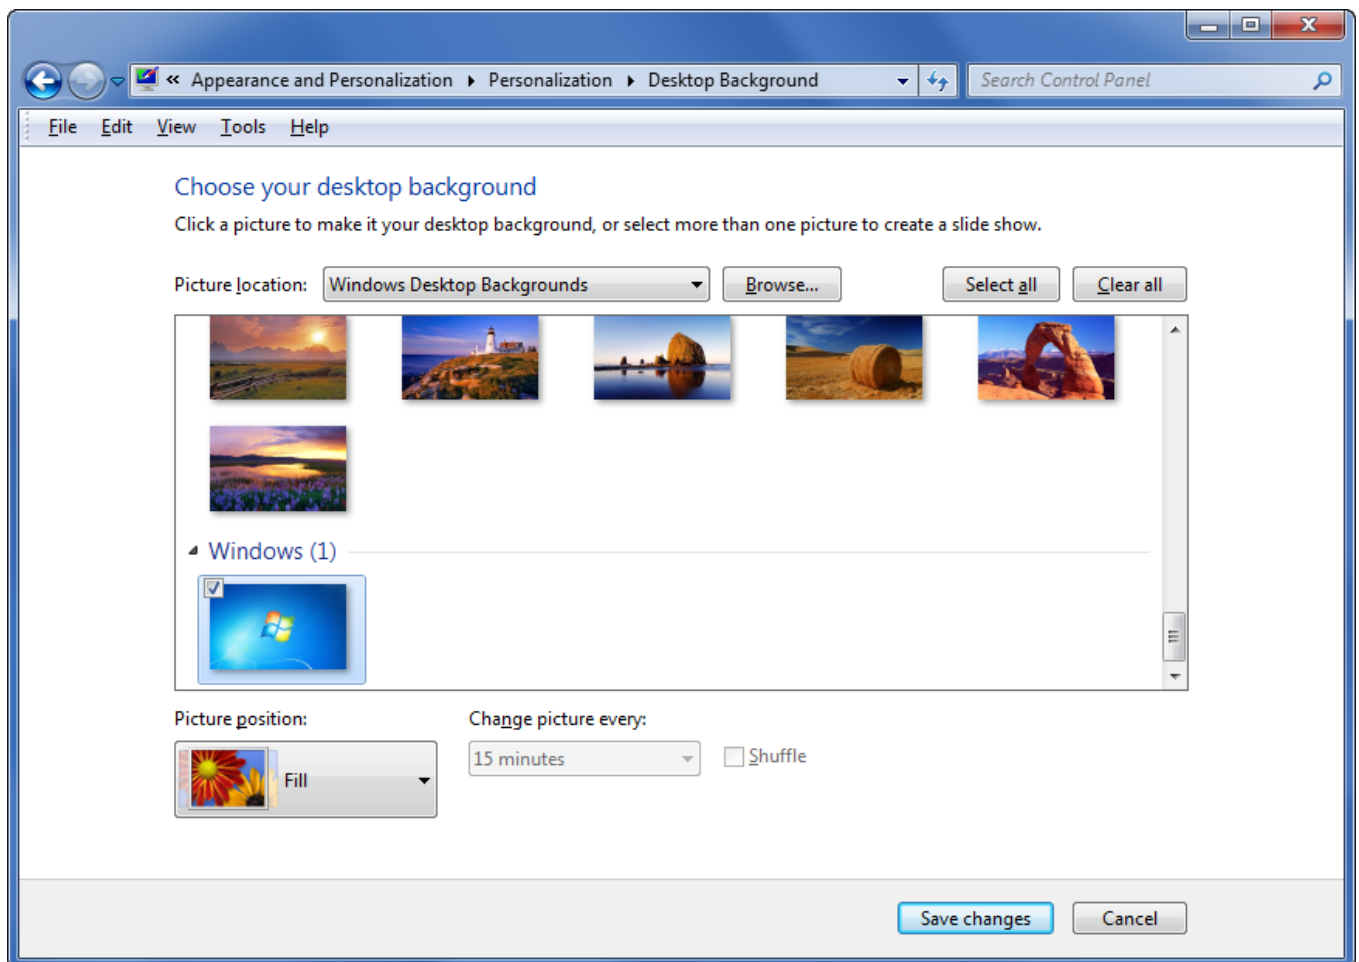 « Appearance and Personalization ▸ Personalization ▸ Desktop Background
Search Control Panel
File Edit View Tools Help
Choose your desktop background
Click a picture to make it your desktop background, or select more than one picture to create a slide show.
Picture location: Windows Desktop Backgrounds Browse... Select all Clear all
Windows (1)
Picture position: Change picture every:
Fill 15 minutes Shuffle
Save changes Cancel